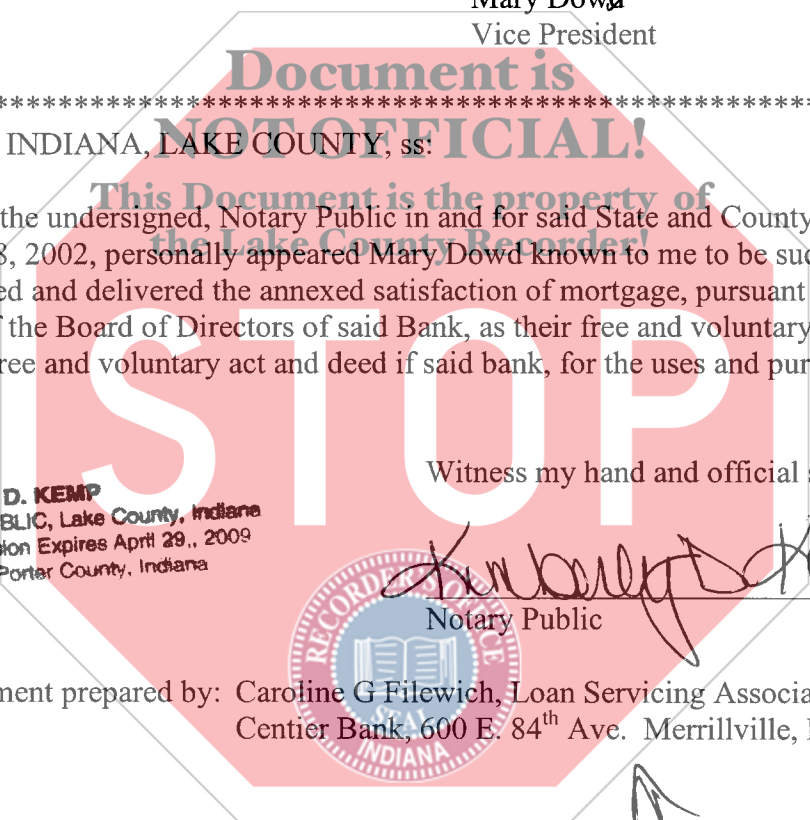 Mary Dowd
Vice President
Document is
****************************************************************
INDIANA, LAKE COUNTY, ss:
NOT OFFICIAL!
This Document is the property of
the undersigned, Notary Public in and for said State and County
the Lake County Recorder!
8, 2002, personally appeared Mary Dowd known to me to be suc
ed and delivered the annexed satisfaction of mortgage, pursuant
f the Board of Directors of said Bank, as their free and voluntary
ree and voluntary act and deed if said bank, for the uses and pur
STOP
Witness my hand and official s
D. KEMP
BLIC, Lake County, Indiana
ion Expires April 29,, 2009
Porter County, Indiana
Kimberly D K
Notary Public
RECORDER'S OFFICE
SEAL
INDIANA
ment prepared by: Caroline G Filewich, Loan Servicing Associa
Centier Bank, 600 E. 84th Ave. Merrillville, I